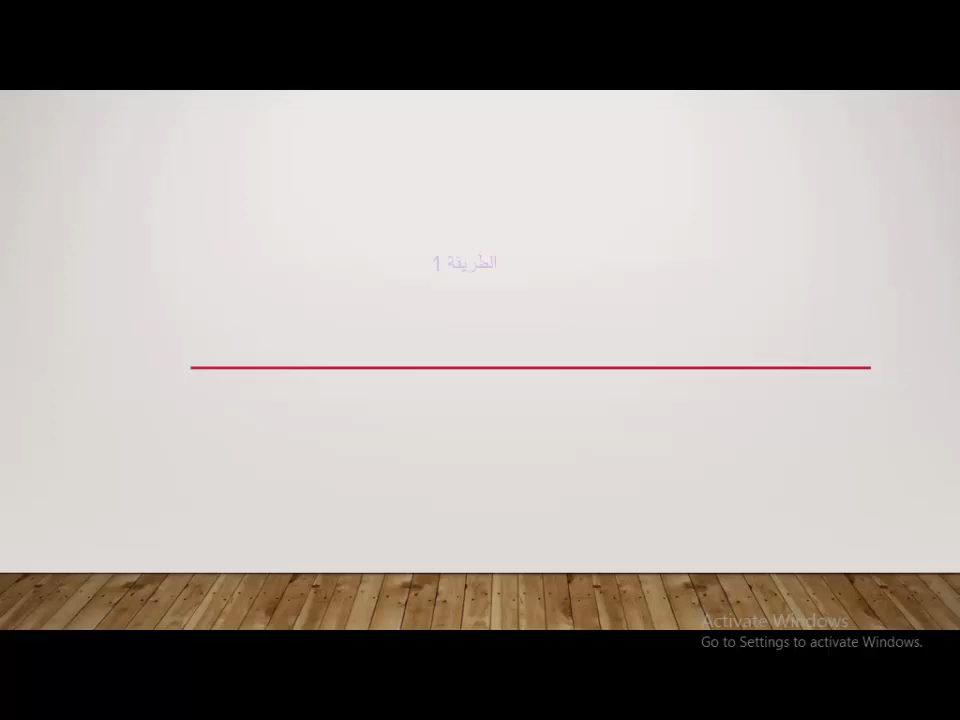 الطريقة 1
Activate Windows
Go to Settings to activate Windows.